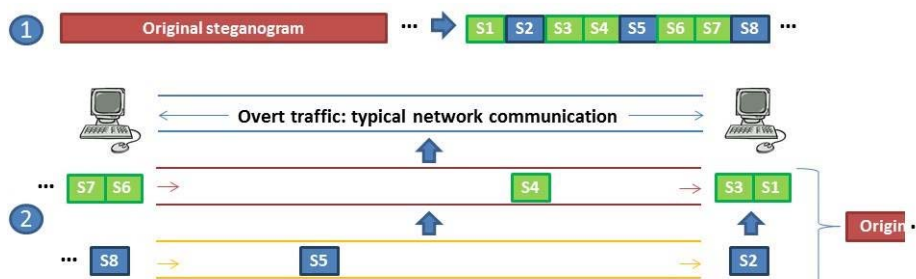 1 Original steganogram ... S1 S2 S3 S4 S5 S6 S7 S8 ...
Overt traffic: typical network communication
... S7 S6 S4 S3 S1
2
Origin
... S8 S5 S2